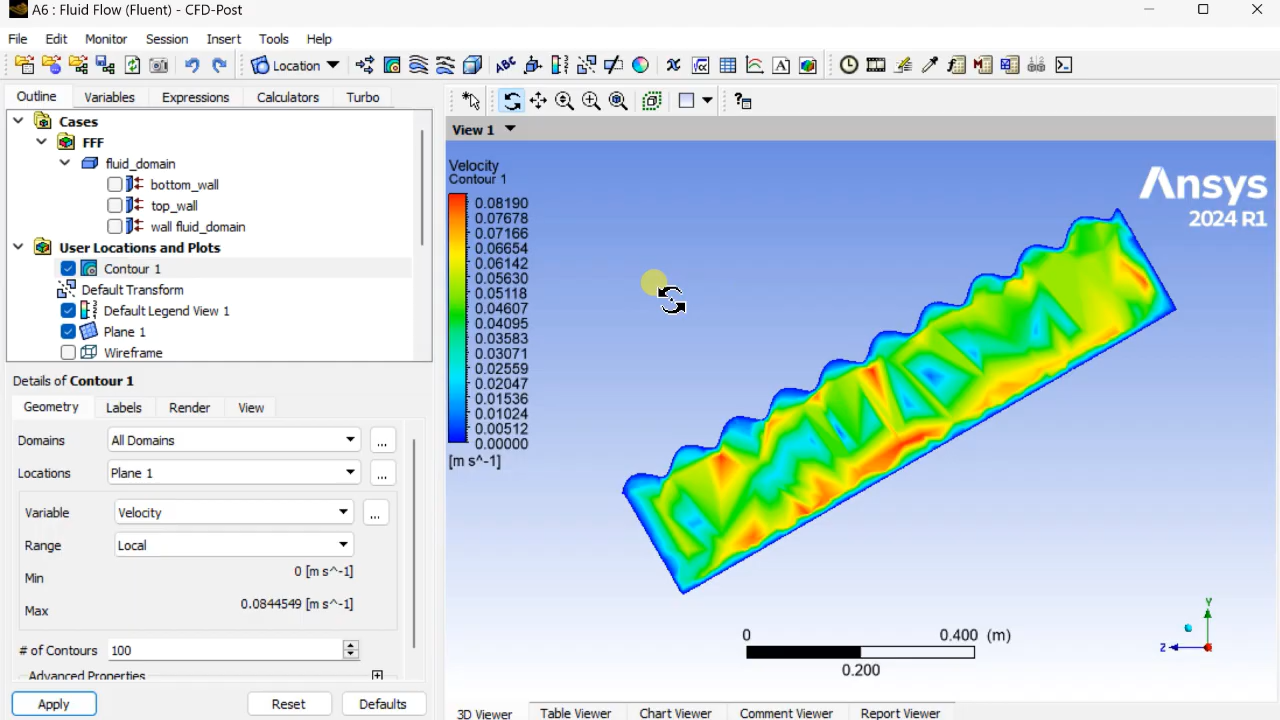 A6 : Fluid Flow (Fluent) - CFD-Post
File Edit Monitor Session Insert Tools Help
Location
Outline Variables Expressions Calculators Turbo
Cases
FFF
fluid_domain
bottom_wall
top_wall
wall fluid_domain
User Locations and Plots
Contour 1
Default Transform
Default Legend View 1
Plane 1
Wireframe
Details of Contour 1
Geometry Labels Render View
Domains All Domains ...
Locations Plane 1 ...
Variable Velocity ...
Range Local
Min 0 [m s^-1]
Max 0.0844549 [m s^-1]
# of Contours 100
Advanced Properties
Apply Reset Defaults
View 1
Velocity
Contour 1
0.08190
0.07678
0.07166
0.06654
0.06142
0.05630
0.05118
0.04607
0.04095
0.03583
0.03071
0.02559
0.02047
0.01536
0.01024
0.00512
0.00000
[m s^-1]
Ansys
2024 R1
0 0.400 (m)
0.200
Y
Z
3D Viewer Table Viewer Chart Viewer Comment Viewer Report Viewer